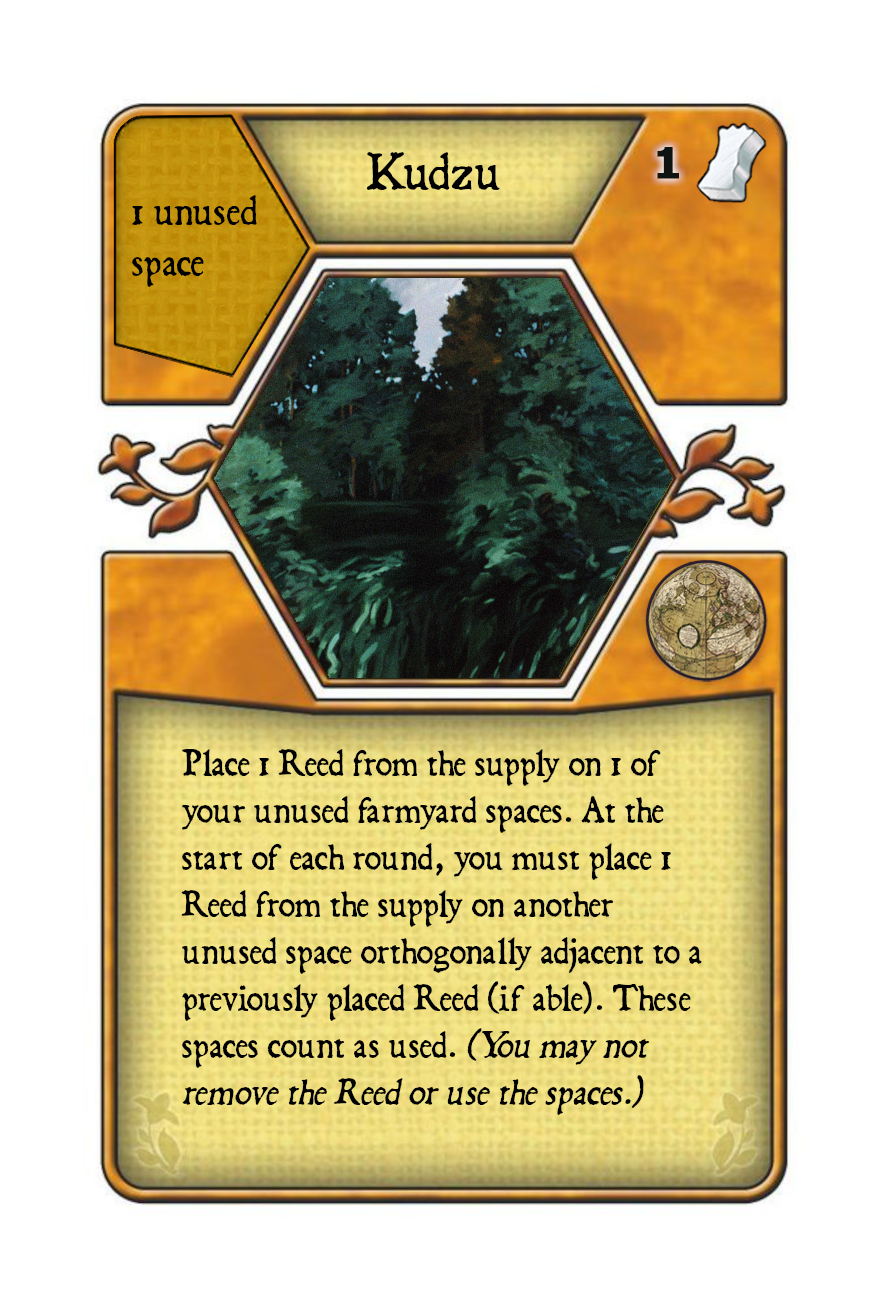 Kudzu
1
1 unused
space
Place 1 Reed from the supply on 1 of
your unused farmyard spaces. At the
start of each round, you must place 1
Reed from the supply on another
unused space orthogonally adjacent to a
previously placed Reed (if able). These
spaces count as used. (You may not
remove the Reed or use the spaces.)